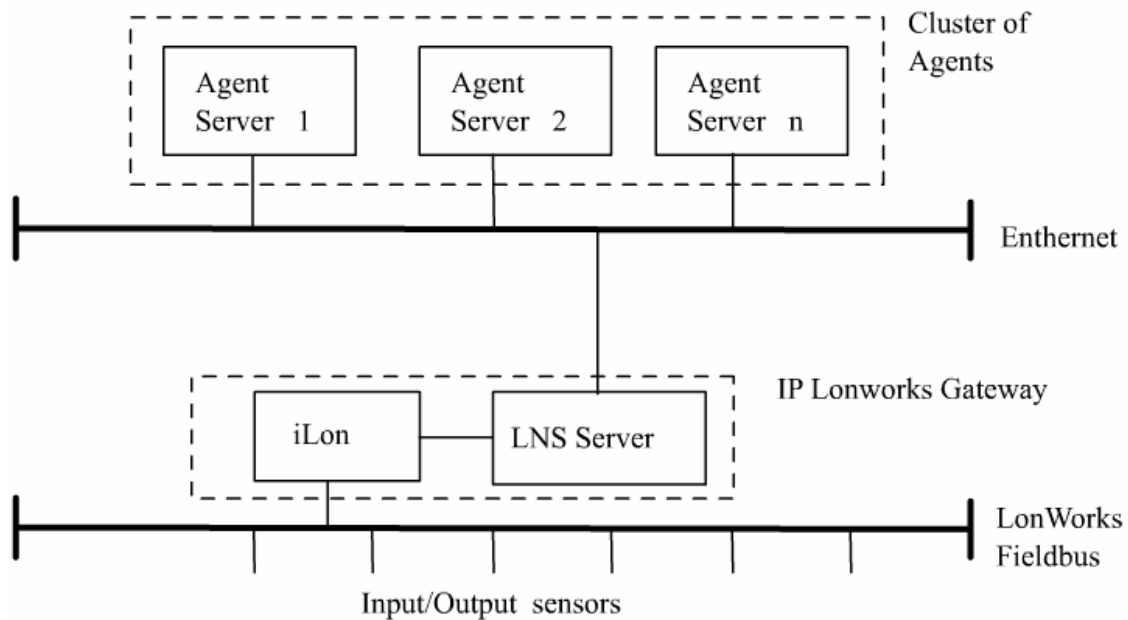 Cluster of
Agents
Agent
Server 1
Agent
Server 2
Agent
Server n
Enthernet
IP Lonworks Gateway
iLon
LNS Server
LonWorks
Fieldbus
Input/Output sensors